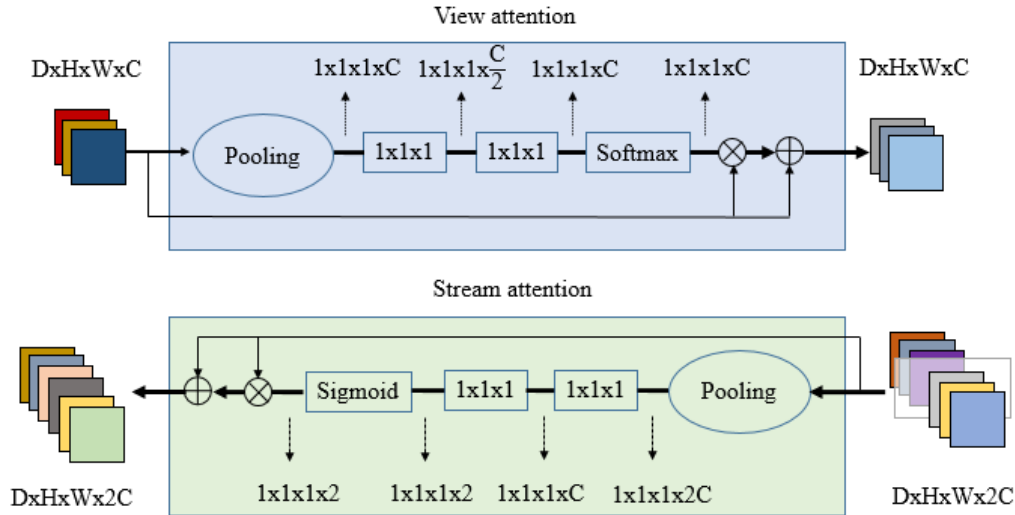 View attention
DxHxWxC
DxHxWxC
1x1x1xC 1x1x1xC/2 1x1x1xC 1x1x1xC
Pooling 1x1x1 1x1x1 Softmax
Stream attention
Sigmoid 1x1x1 1x1x1 Pooling
1x1x1x2 1x1x1x2 1x1x1xC 1x1x1x2C
DxHxWx2C
DxHxWx2C